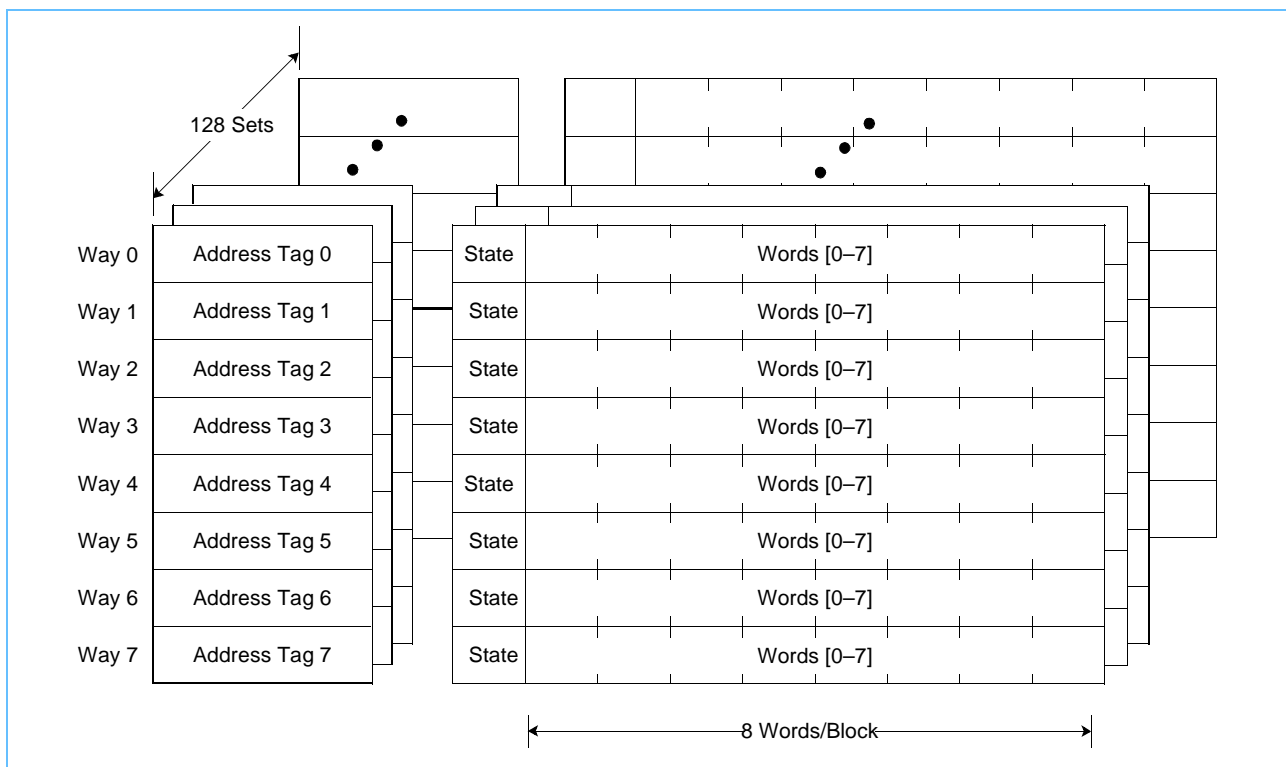 128 Sets
Way 0 Address Tag 0 State Words [0–7]
Way 1 Address Tag 1 State Words [0–7]
Way 2 Address Tag 2 State Words [0–7]
Way 3 Address Tag 3 State Words [0–7]
Way 4 Address Tag 4 State Words [0–7]
Way 5 Address Tag 5 State Words [0–7]
Way 6 Address Tag 6 State Words [0–7]
Way 7 Address Tag 7 State Words [0–7]
8 Words/Block